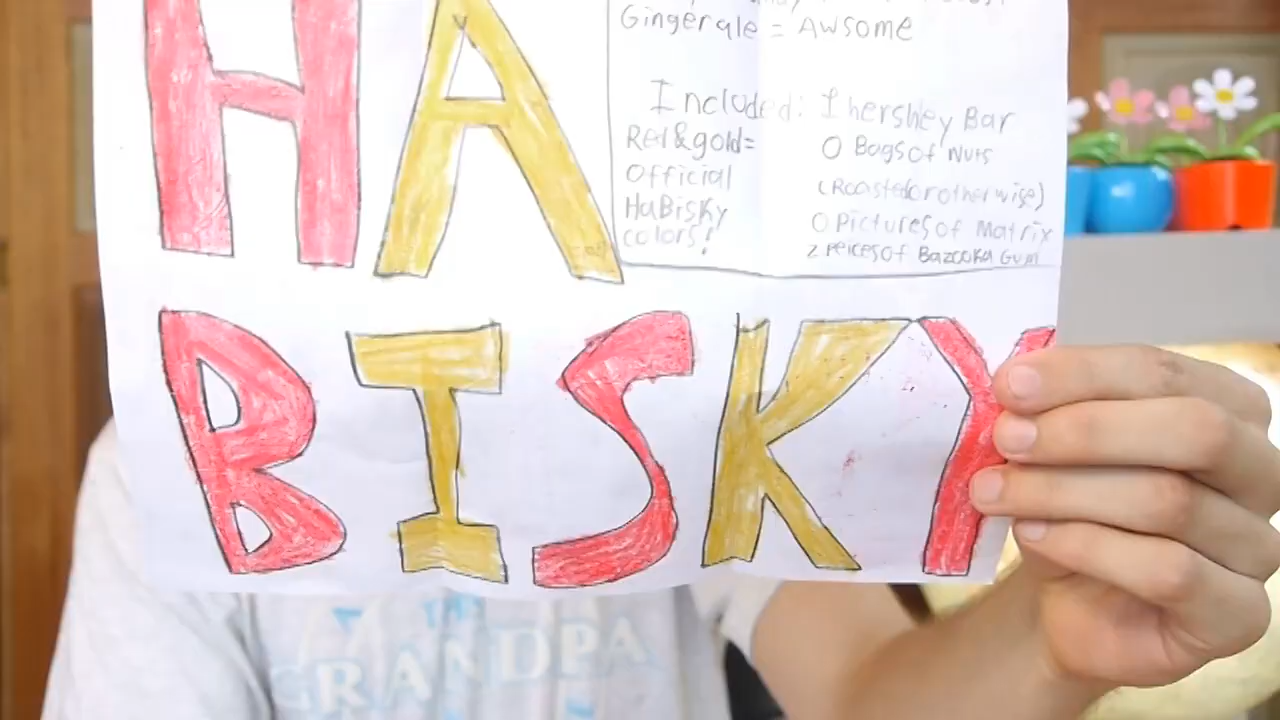 HA
Gingerale = Awsome
Included: 1 hershey Bar
Red&gold=
Official
HaBisky
colors!
0 Bags of Nuts
(Roasted or otherwise)
0 Pictures of Matrix
2 Peices of Bazooka Gum
BISKY
GRANDPA